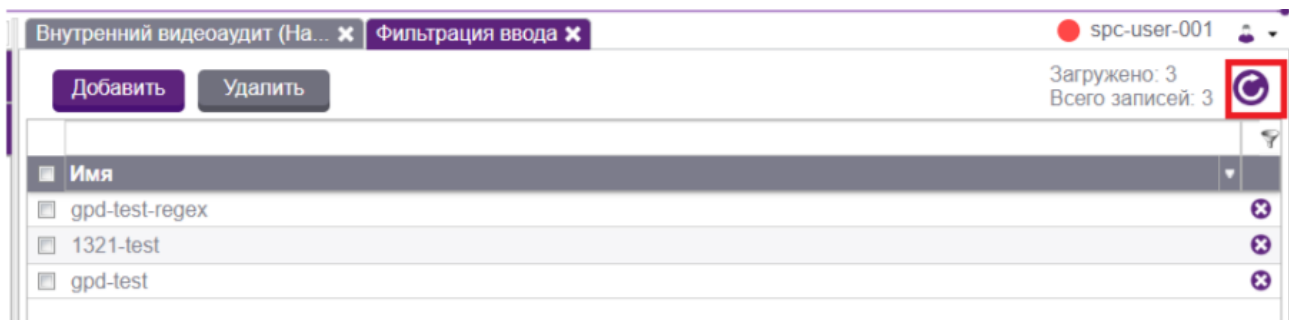 Внутренний видеоаудит (На... Фильтрация ввода spc-user-001
Добавить Удалить Загружено: 3
Всего записей: 3
Имя
gpd-test-regex
1321-test
gpd-test